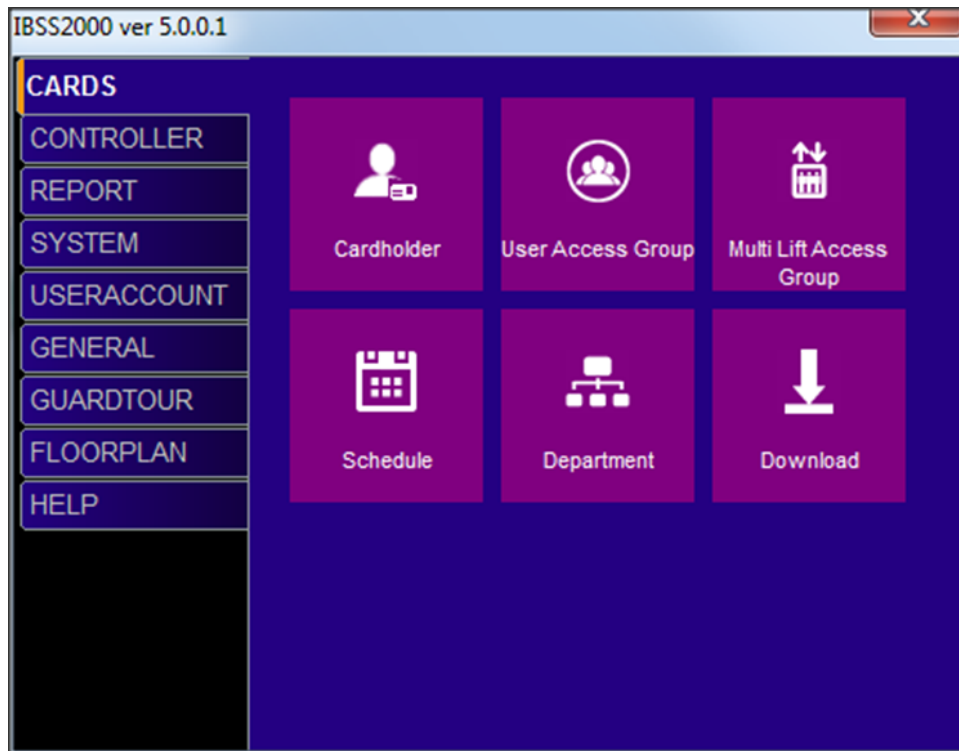 IBSS2000 ver 5.0.0.1
CARDS
CONTROLLER
REPORT
SYSTEM
USERACCOUNT
GENERAL
GUARDTOUR
FLOORPLAN
HELP
Cardholder
User Access Group
Multi Lift Access
Group
Schedule
Department
Download